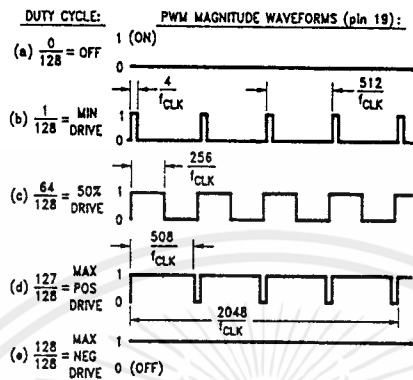 DUTY CYCLE: PWM MAGNITUDE WAVEFORMS (pin 19):
(a) 0/128 = OFF 1 (ON)
0
(b) 1/128 = MIN DRIVE 1 0 4/fCLK 512/fCLK
(c) 64/128 = 50% DRIVE 1 0 256/fCLK
(d) 127/128 = MAX POS DRIVE 1 0 508/fCLK
2048/fCLK
(e) 128/128 = MAX NEG DRIVE 1
0 (OFF)